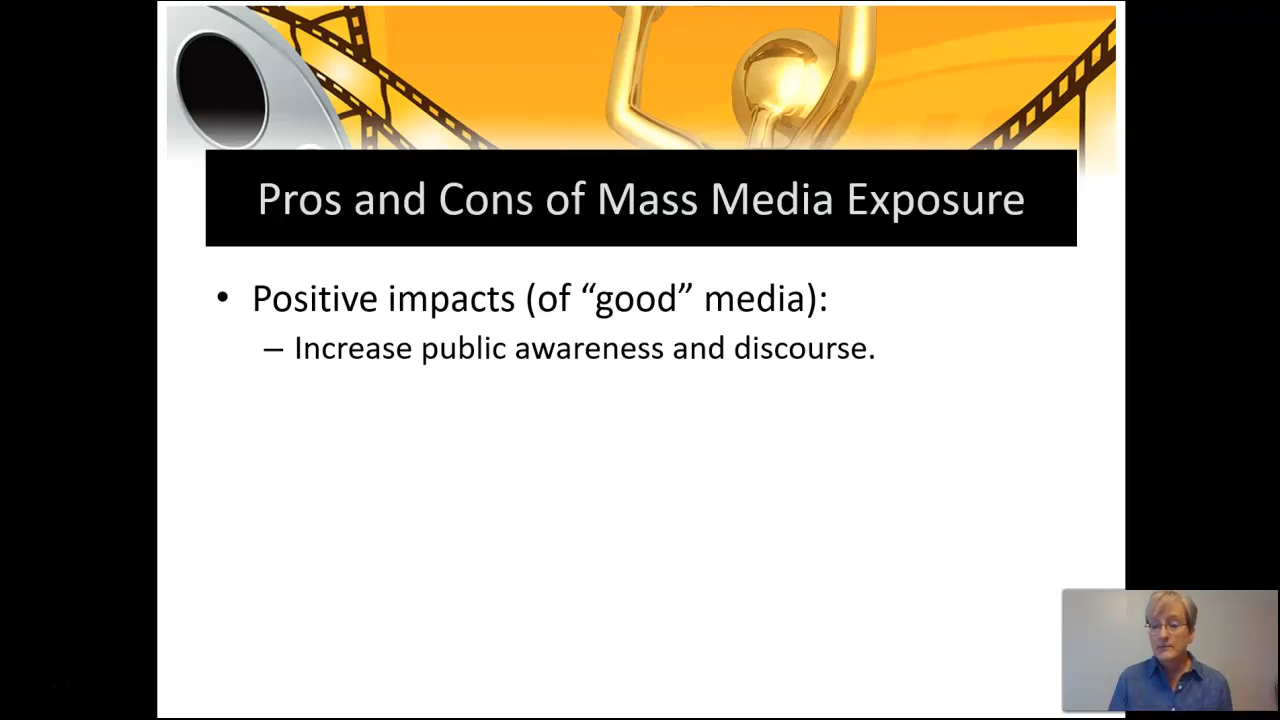 Pros and Cons of Mass Media Exposure
• Positive impacts (of “good” media):
– Increase public awareness and discourse.